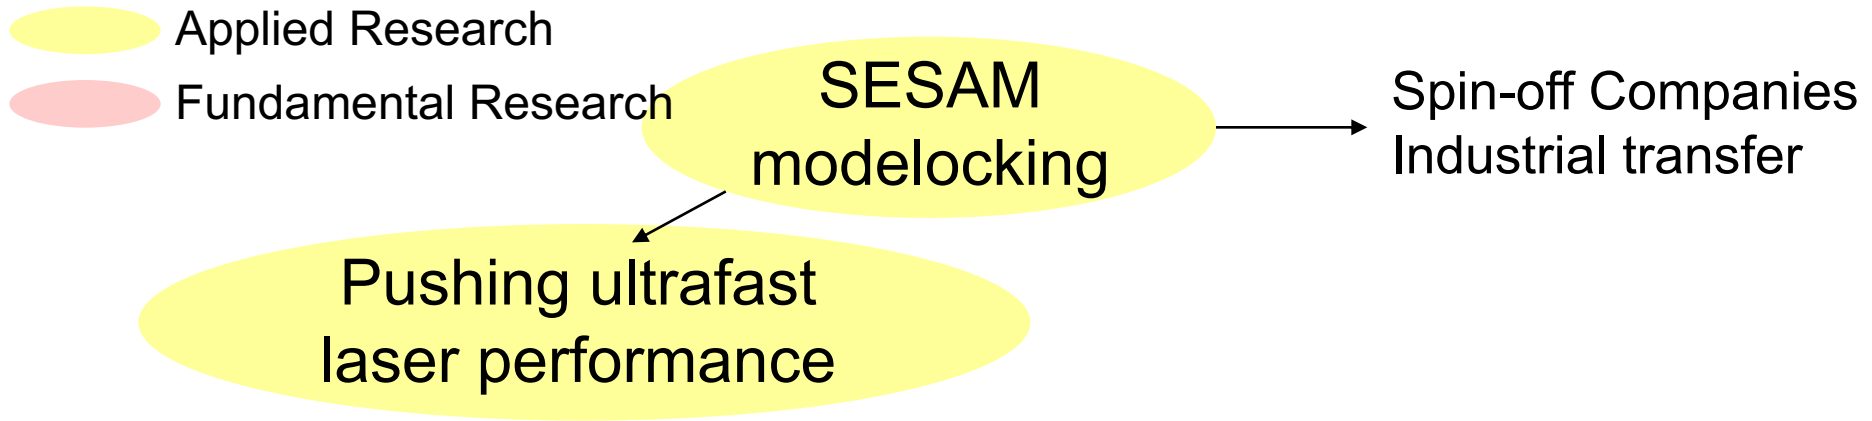 Applied Research
Fundamental Research
SESAM
modelocking
Spin-off Companies
Industrial transfer
Pushing ultrafast
laser performance